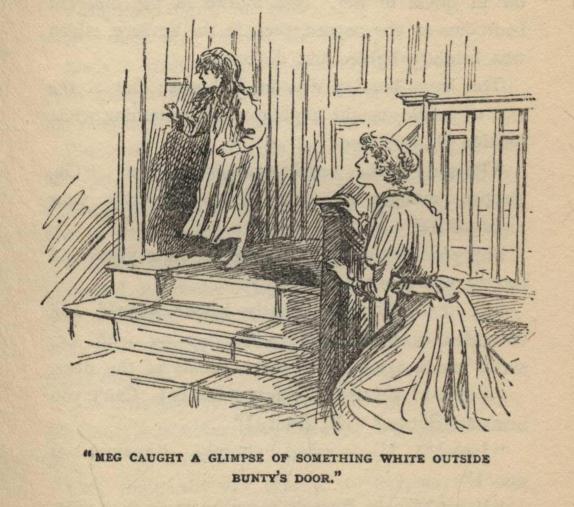 "MEG CAUGHT A GLIMPSE OF SOMETHING WHITE OUTSIDE
BUNTY'S DOOR."